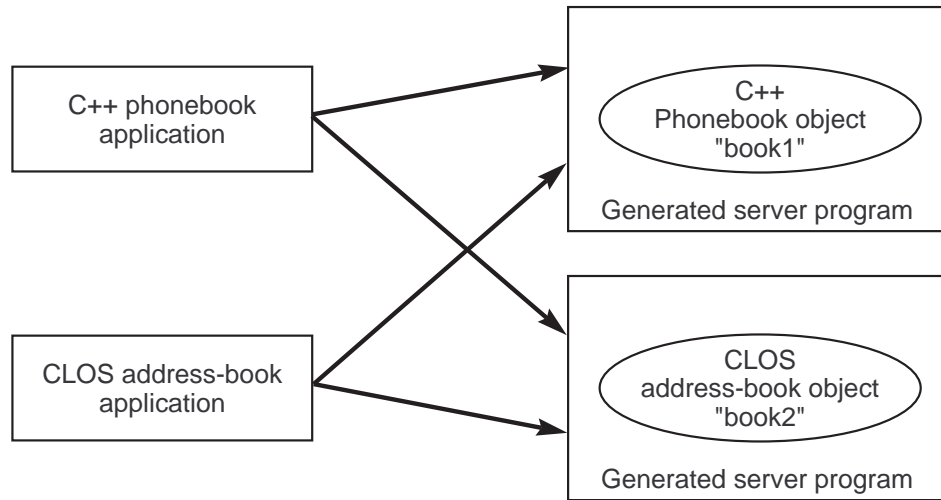 C++ phonebook
application
C++
Phonebook object
"book1"
Generated server program
CLOS address-book
application
CLOS
address-book object
"book2"
Generated server program